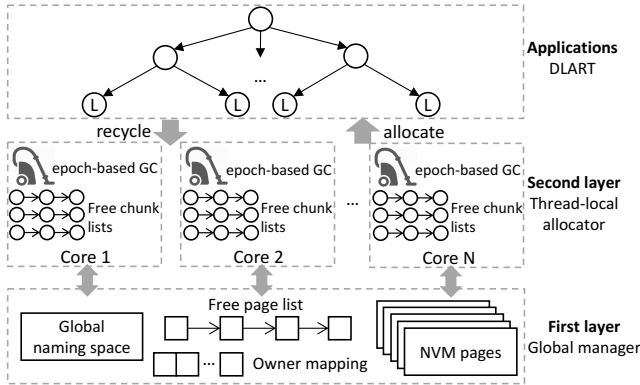 Applications
DLART
...
L
L
L
L
recycle
allocate
epoch-based GC
Free chunk
lists
Core 1
epoch-based GC
Free chunk
lists
Core 2
...
epoch-based GC
Free chunk
lists
Core N
Second layer
Thread-local
allocator
Global
naming space
Free page list
...
Owner mapping
NVM pages
First layer
Global manager